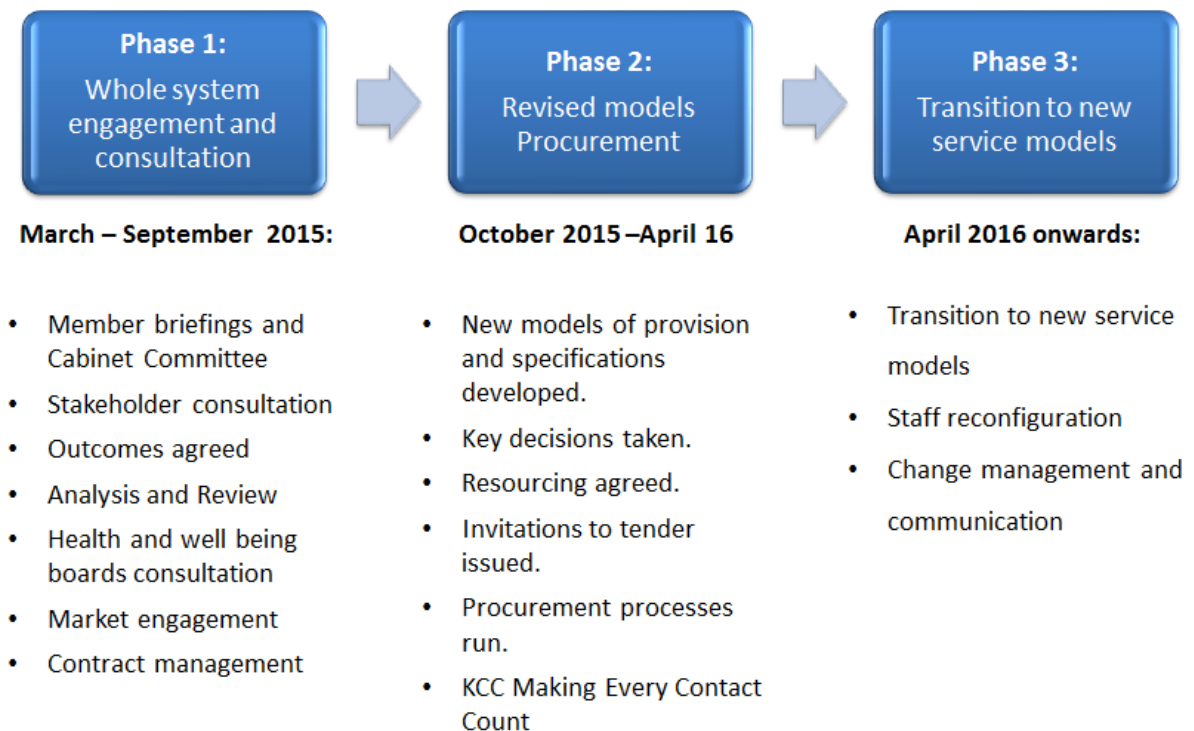 Phase 1:
Whole system
engagement and
consultation
March – September 2015:
• Member briefings and
Cabinet Committee
• Stakeholder consultation
• Outcomes agreed
• Analysis and Review
• Health and well being
boards consultation
• Market engagement
• Contract management
Phase 2:
Revised models
Procurement
October 2015 –April 16
• New models of provision
and specifications
developed.
• Key decisions taken.
• Resourcing agreed.
• Invitations to tender
issued.
• Procurement processes
run.
• KCC Making Every Contact
Count
Phase 3:
Transition to new
service models
April 2016 onwards:
• Transition to new service
models
• Staff reconfiguration
• Change management and
communication